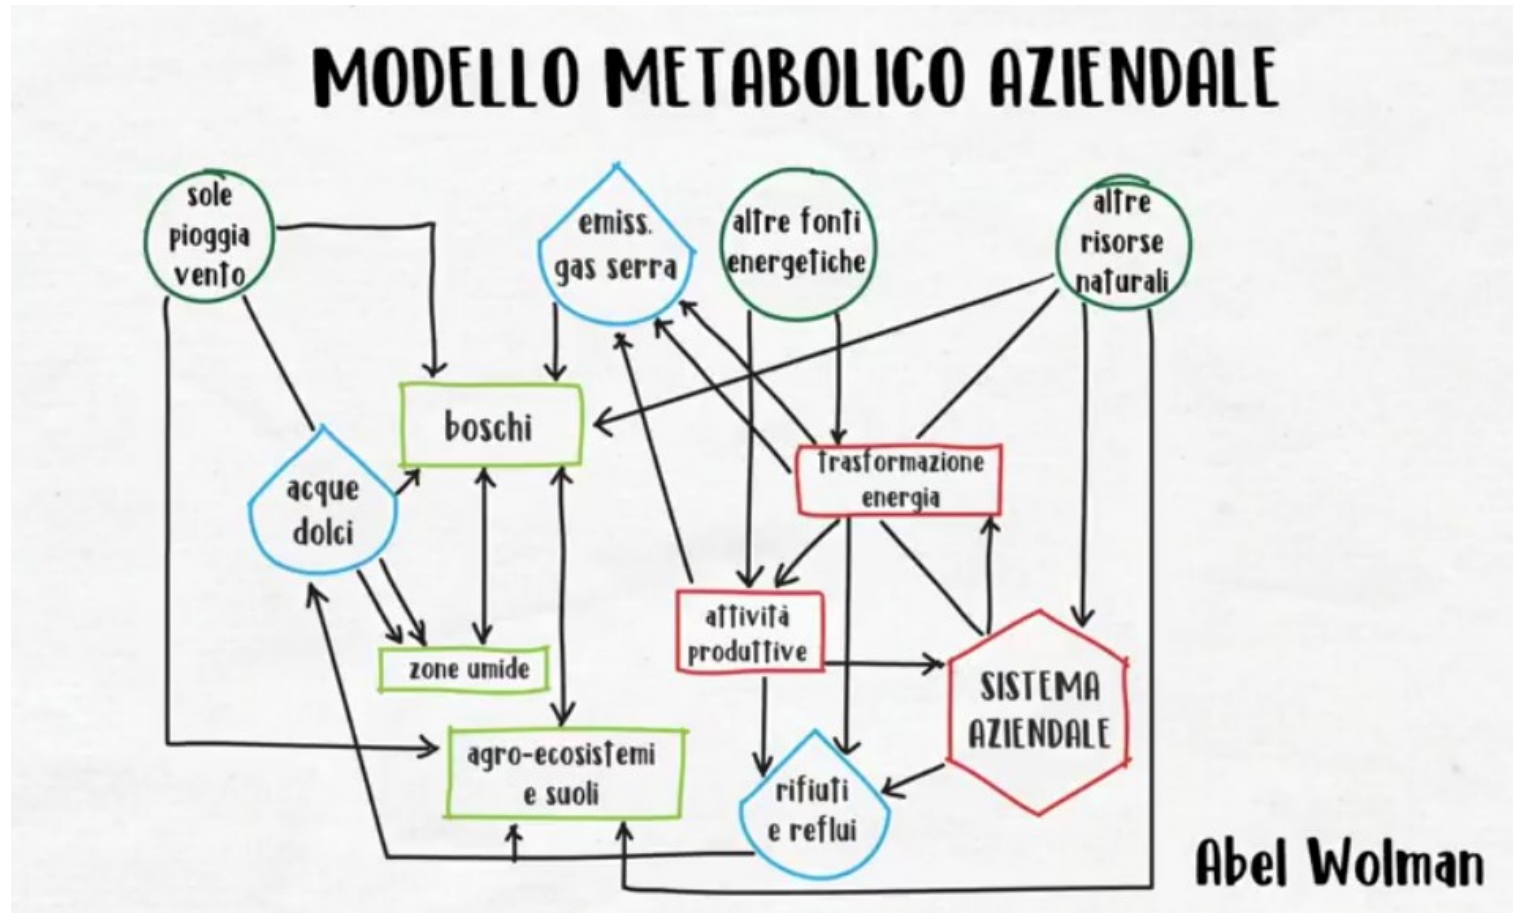 MODELLO METABOLICO AZIENDALE
sole
pioggia
vento
emiss.
gas serra
altre fonti
energetiche
altre
risorse
naturali
boschi
acque
dolci
trasformazione
energia
attività
produttive
zone umide
SISTEMA
AZIENDALE
agro-ecosistemi
e suoli
rifiuti
e reflui
Abel Wolman